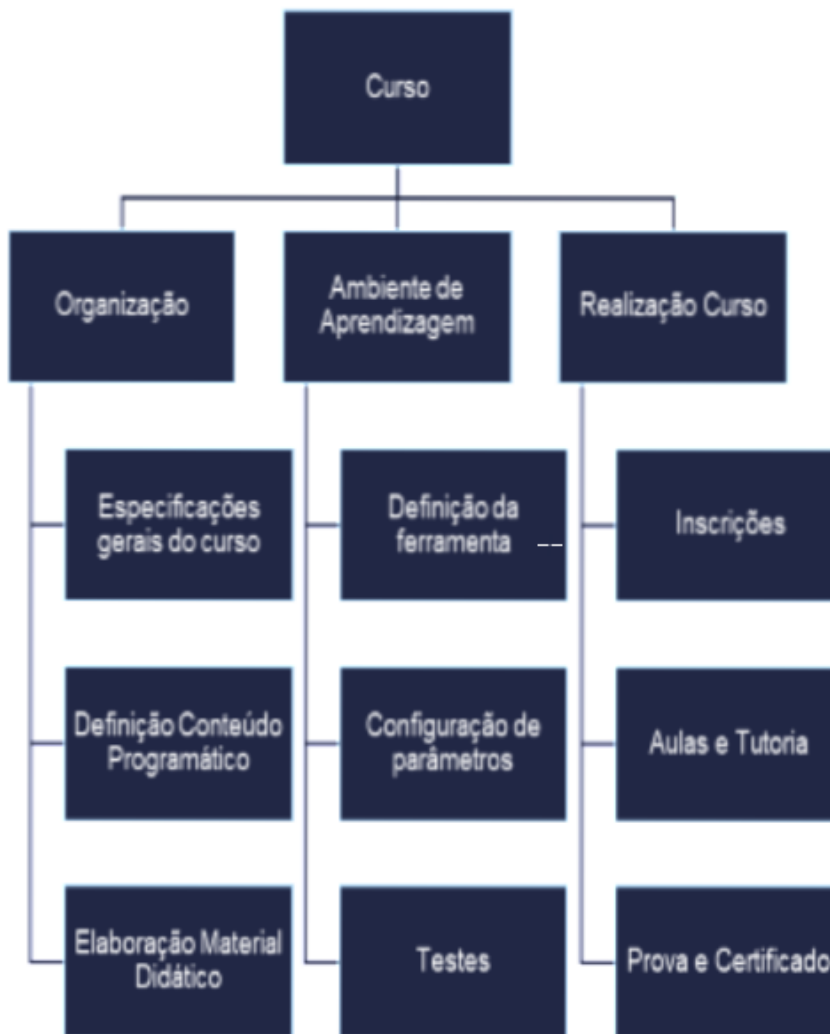 Curso
Organização
Ambiente de
Aprendizagem
Realização Curso
Especificações
gerais do curso
Definição da
ferramenta
Inscrições
Definição Conteúdo
Programático
Configuração de
parâmetros
Aulas e Tutoria
Elaboração Material
Didático
Testes
Prova e Certificado